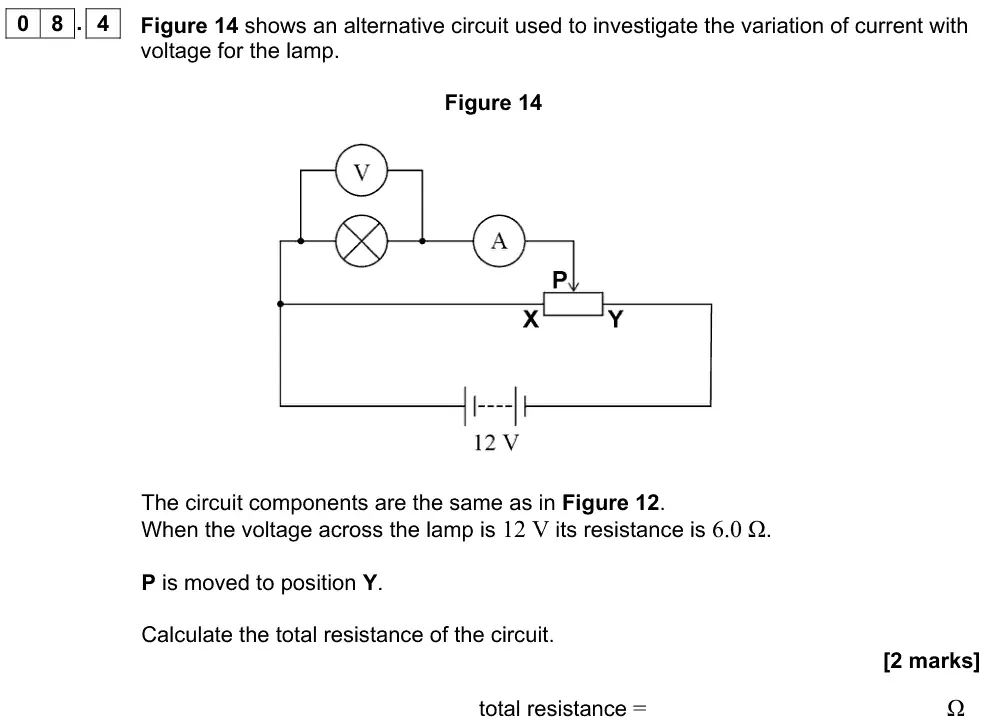 0 8 . 4 Figure 14 shows an alternative circuit used to investigate the variation of current with
voltage for the lamp.
Figure 14
V
A
P
X Y
12 V
The circuit components are the same as in Figure 12.
When the voltage across the lamp is 12 V its resistance is 6.0 Ω.
P is moved to position Y.
Calculate the total resistance of the circuit.
[2 marks]
total resistance = Ω